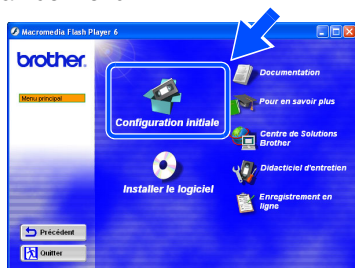 Macromedia Flash Player 6
brother
Menu principal
Configuration initiale
Installer le logiciel
Documentation
Pour en savoir plus
Centre de Solutions
Brother
Didacticiel d'entretien
Enregistrement en
ligne
Précédent
Quitter